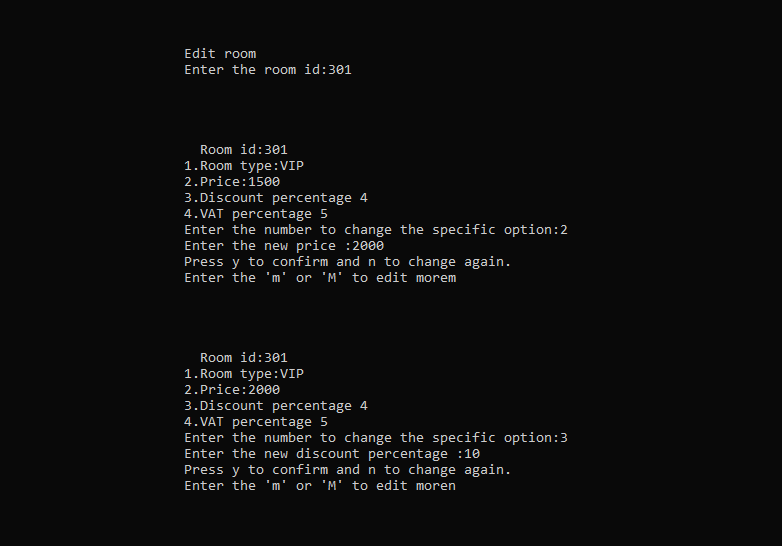 Edit room
Enter the room id:301
Room id:301
1.Room type:VIP
2.Price:1500
3.Discount percentage 4
4.VAT percentage 5
Enter the number to change the specific option:2
Enter the new price :2000
Press y to confirm and n to change again.
Enter the 'm' or 'M' to edit morem
Room id:301
1.Room type:VIP
2.Price:2000
3.Discount percentage 4
4.VAT percentage 5
Enter the number to change the specific option:3
Enter the new discount percentage :10
Press y to confirm and n to change again.
Enter the 'm' or 'M' to edit moren